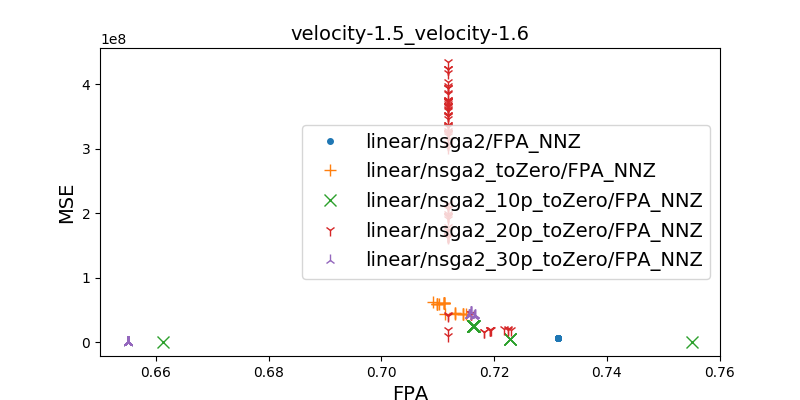 velocity-1.5_velocity-1.6
1e8
4
3
2
1
0
MSE
linear/nsga2/FPA_NNZ
linear/nsga2_toZero/FPA_NNZ
linear/nsga2_10p_toZero/FPA_NNZ
linear/nsga2_20p_toZero/FPA_NNZ
linear/nsga2_30p_toZero/FPA_NNZ
0.66 0.68 0.70 0.72 0.74 0.76
FPA